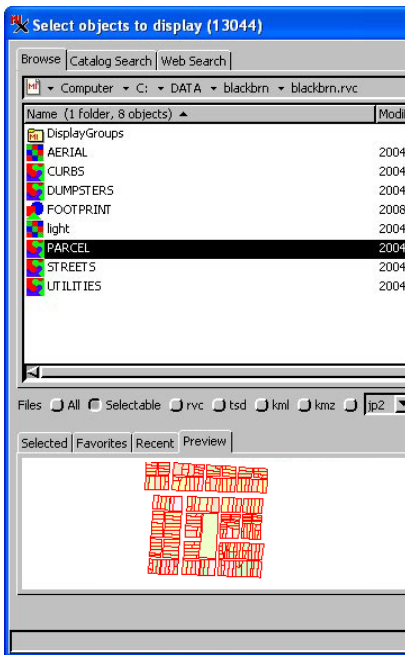 Select objects to display (13044)
Browse Catalog Search Web Search
Computer C: DATA blackbrn blackbrn.rvc
Name (1 folder, 8 objects) Modi
DisplayGroups
AERIAL 2004
CURBS 2004
DUMPSTERS 2004
FOOTPRINT 2008
light 2004
PARCEL 2004
STREETS 2004
UTILITIES 2004
Files All Selectable rvc tsd kml kmz jp2
Selected Favorites Recent Preview